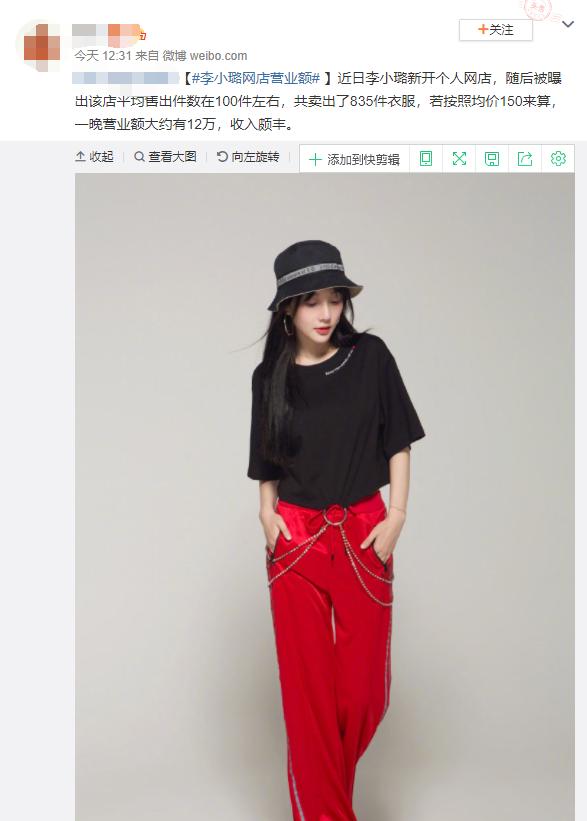 +关注
今天 12:31 来自 微博 weibo.com
【#李小璐网店营业额# 】近日李小璐新开个人网店，随后被曝
出该店平均售出件数在100件左右，共卖出了835件衣服，若按照均价150来算，
一晚营业额大约有12万，收入颇丰。
收起 查看大图 向左旋转 添加到快剪辑